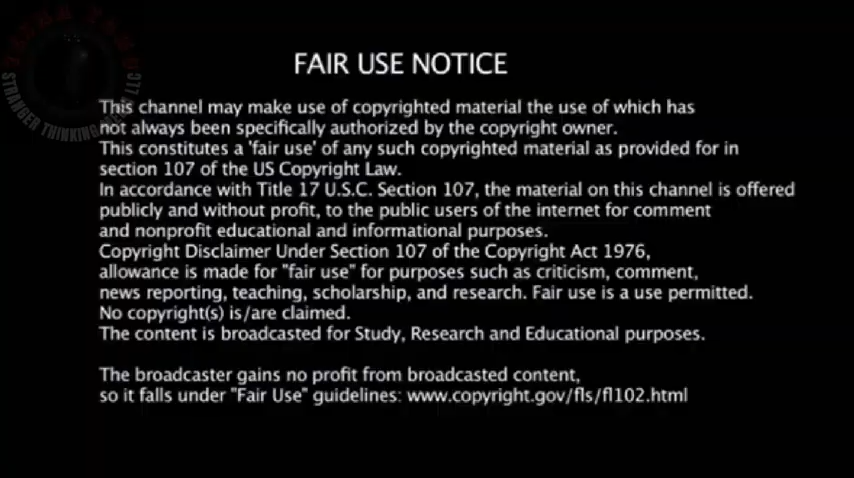 FAIR USE NOTICE
This channel may make use of copyrighted material the use of which has
not always been specifically authorized by the copyright owner.
This constitutes a 'fair use' of any such copyrighted material as provided for in
section 107 of the US Copyright Law.
In accordance with Title 17 U.S.C. Section 107, the material on this channel is offered
publicly and without profit, to the public users of the internet for comment
and nonprofit educational and informational purposes.
Copyright Disclaimer Under Section 107 of the Copyright Act 1976,
allowance is made for "fair use" for purposes such as criticism, comment,
news reporting, teaching, scholarship, and research. Fair use is a use permitted.
No copyright(s) is/are claimed.
The content is broadcasted for Study, Research and Educational purposes.
The broadcaster gains no profit from broadcasted content,
so it falls under "Fair Use" guidelines: www.copyright.gov/fls/fl102.html
STRANGER THINKING LLC